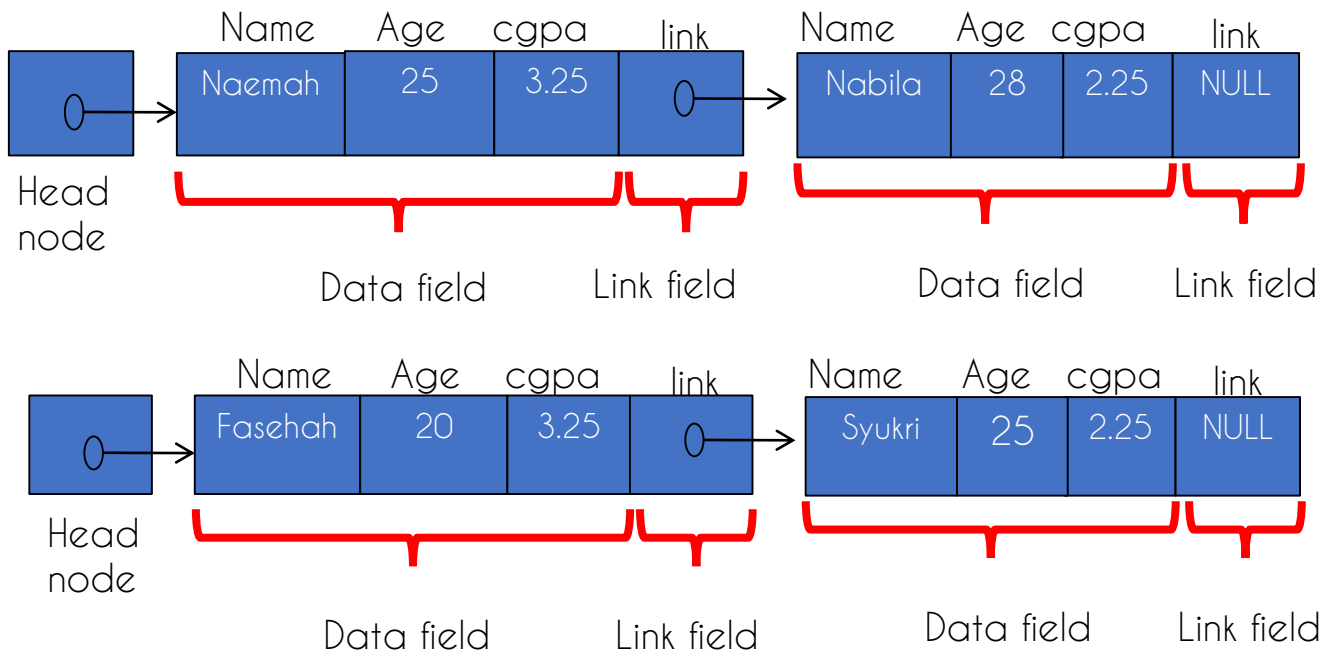 Name Age cgpa link Name Age cgpa link
Naemah 25 3.25 Nabila 28 2.25 NULL
Head
node
Data field Link field Data field Link field
Name Age cgpa link Name Age cgpa link
Fasehah 20 3.25 Syukri 25 2.25 NULL
Head
node
Data field Link field Data field Link field